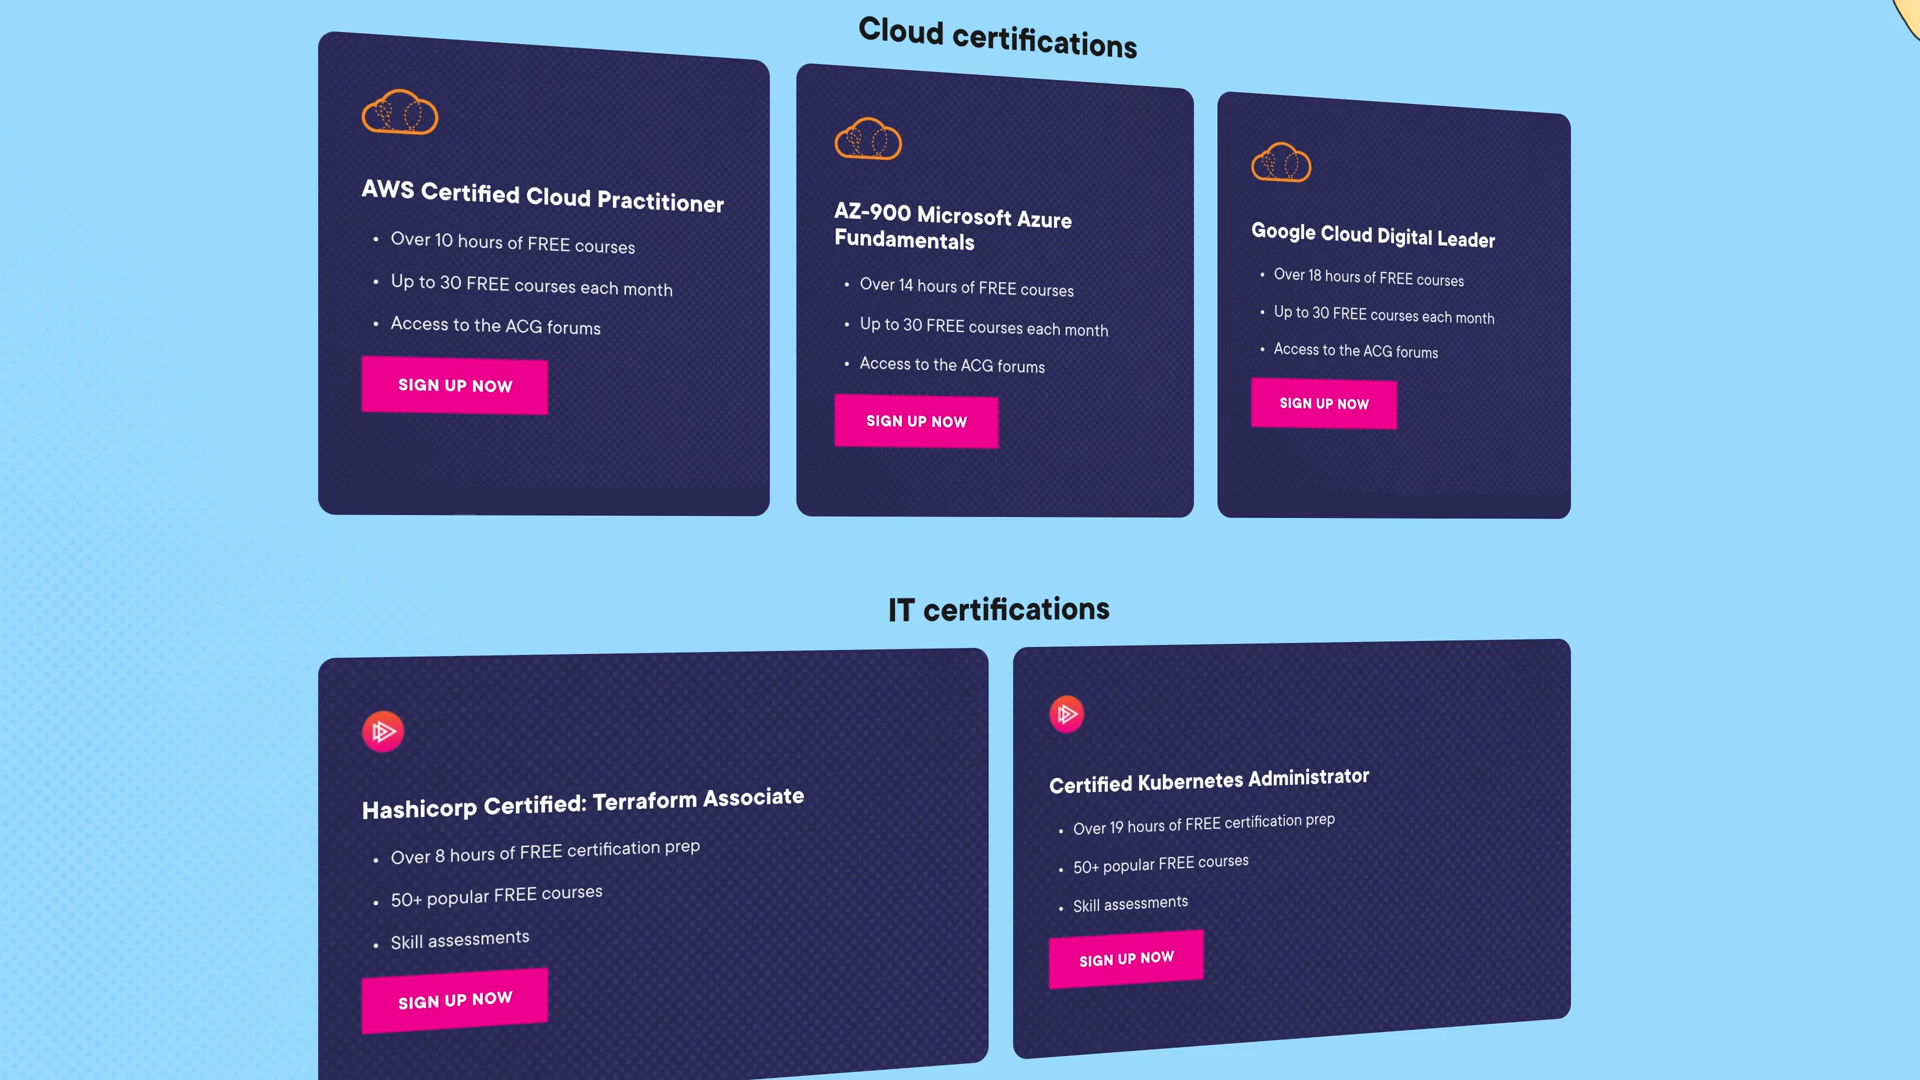 Cloud certifications
AWS Certified Cloud Practitioner
• Over 10 hours of FREE courses
• Up to 30 FREE courses each month
• Access to the ACG forums
SIGN UP NOW
AZ-900 Microsoft Azure
Fundamentals
• Over 14 hours of FREE courses
• Up to 30 FREE courses each month
• Access to the ACG forums
SIGN UP NOW
Google Cloud Digital Leader
• Over 18 hours of FREE courses
• Up to 30 FREE courses each month
• Access to the ACG forums
SIGN UP NOW
IT certifications
Hashicorp Certified: Terraform Associate
• Over 8 hours of FREE certification prep
• 50+ popular FREE courses
• Skill assessments
SIGN UP NOW
Certified Kubernetes Administrator
• Over 19 hours of FREE certification prep
• 50+ popular FREE courses
• Skill assessments
SIGN UP NOW